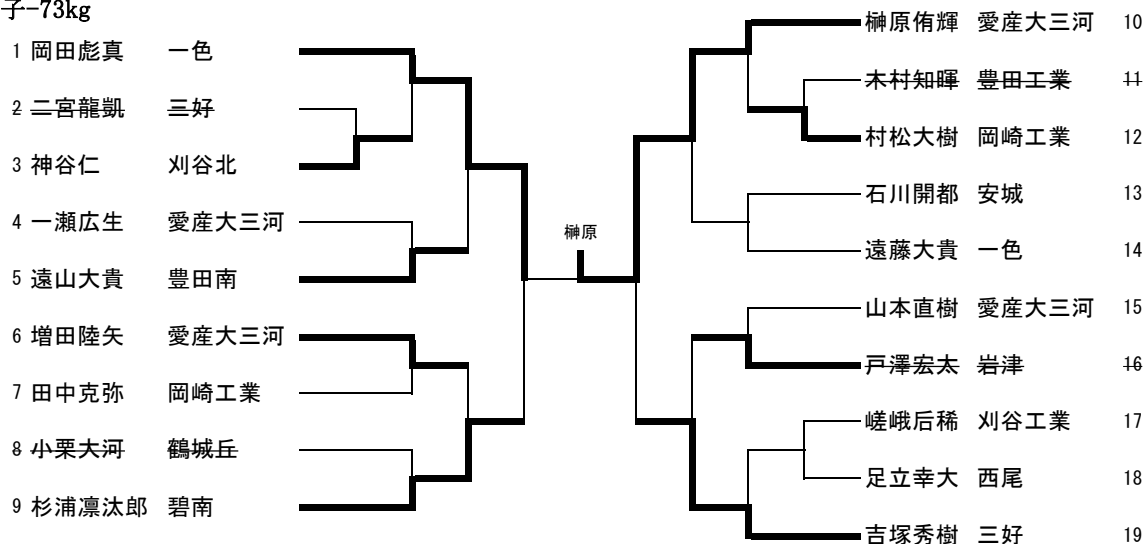 子-73kg
1 岡田彪真 一色
2 二宮龍凱 三好
3 神谷仁 刈谷北
4 一瀬広生 愛産大三河
5 遠山大貴 豊田南
6 増田陸矢 愛産大三河
7 田中克弥 岡崎工業
8 小栗大河 鶴城丘
9 杉浦凛汰郎 碧南
榊原
榊原侑輝 愛産大三河 10
木村知暉 豊田工業 11
村松大樹 岡崎工業 12
石川開都 安城 13
遠藤大貴 一色 14
山本直樹 愛産大三河 15
戸澤宏太 岩津 16
嵯峨后稀 刈谷工業 17
足立幸大 西尾 18
吉塚秀樹 三好 19